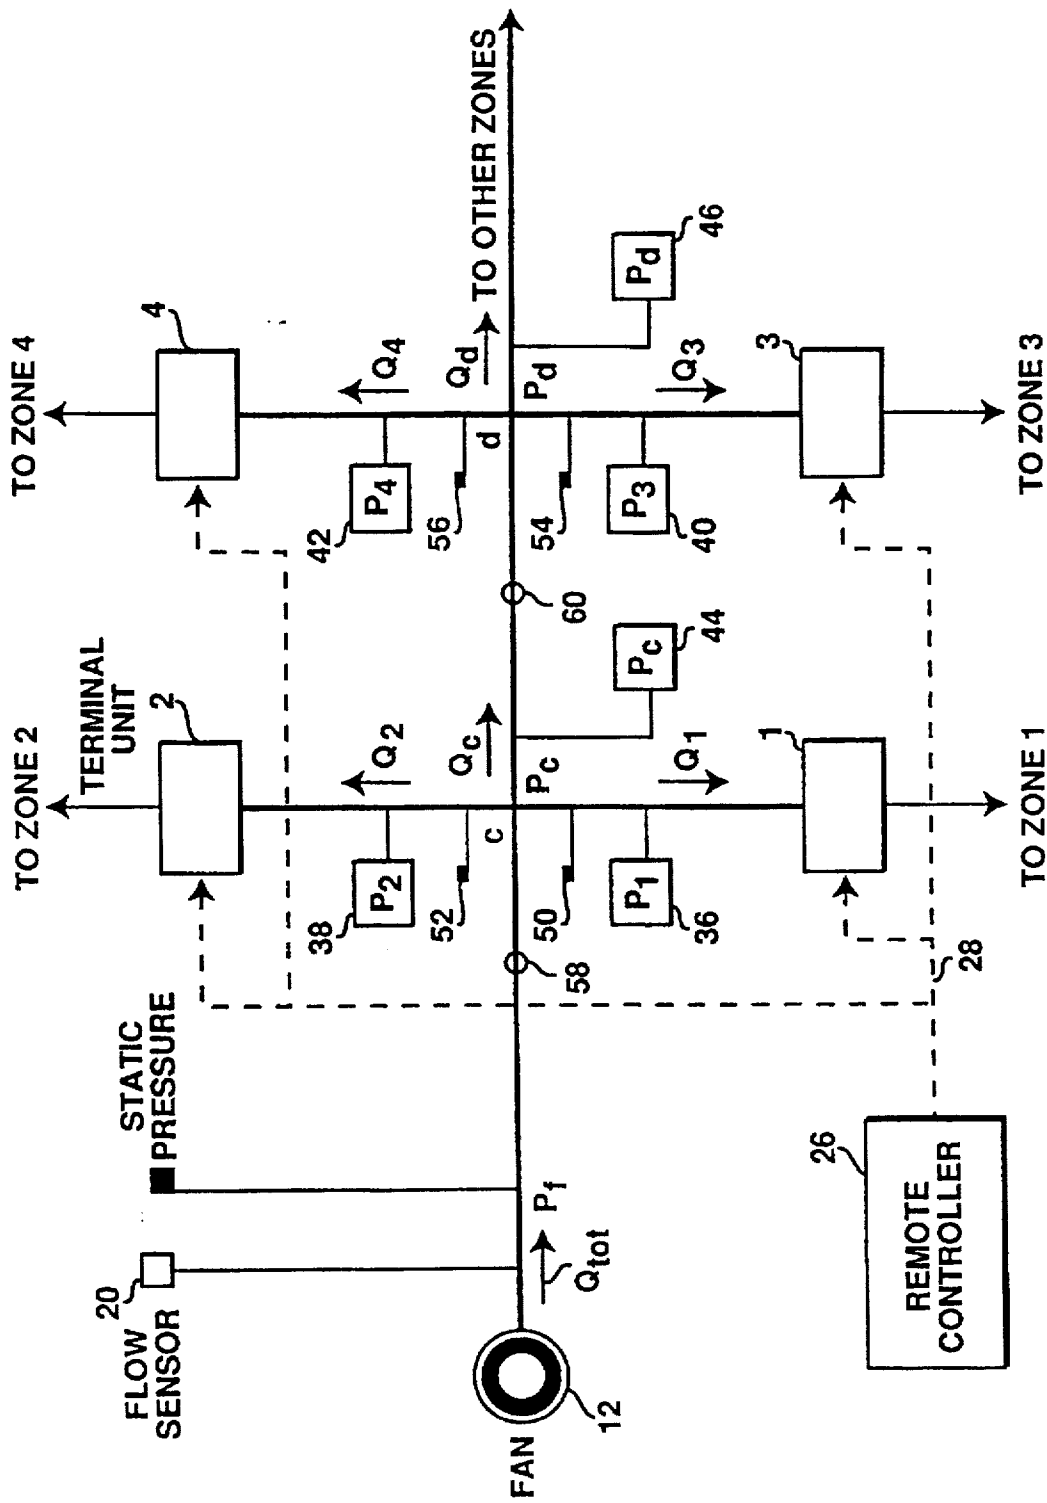 TO ZONE 2
TO ZONE 4
TERMINAL
UNIT
2
4
FLOW
SENSOR
20
STATIC
PRESSURE
38
P2
Q2
42
P4
Q4
52
Qc
56
Qd
TO OTHER ZONES
FAN
12
Qtot
Pf
58
c
Pc
60
d
Pd
50
Pc
44
54
Pd
46
36
P1
Q1
40
P3
Q3
1
3
26
REMOTE
CONTROLLER
28
TO ZONE 1
TO ZONE 3